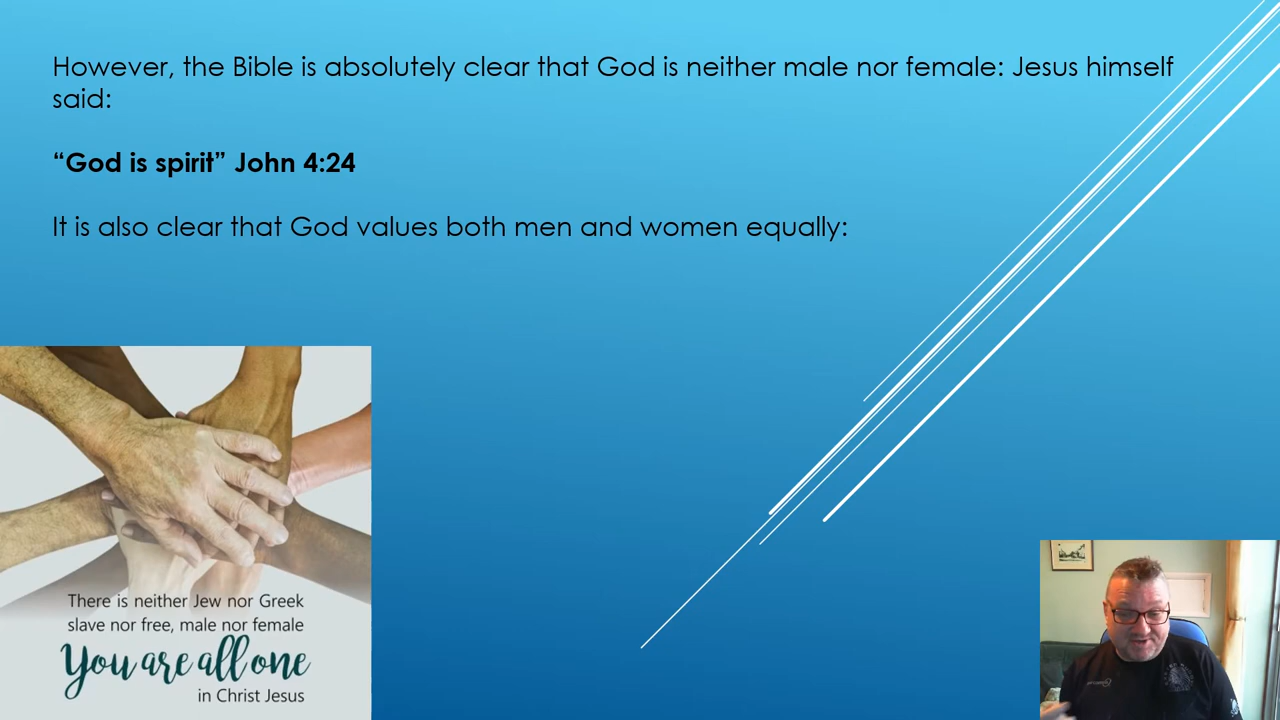 However, the Bible is absolutely clear that God is neither male nor female: Jesus himself
said:
“God is spirit” John 4:24
It is also clear that God values both men and women equally:
There is neither Jew nor Greek
slave nor free, male nor female
You are all one
in Christ Jesus